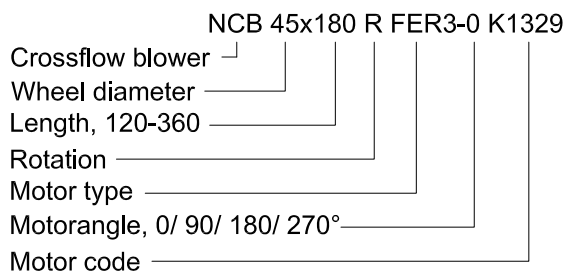 NCB 45x180 R FER3-0 K1329
Crossflow blower
Wheel diameter
Length, 120-360
Rotation
Motor type
Motorangle, 0/ 90/ 180/ 270°
Motor code